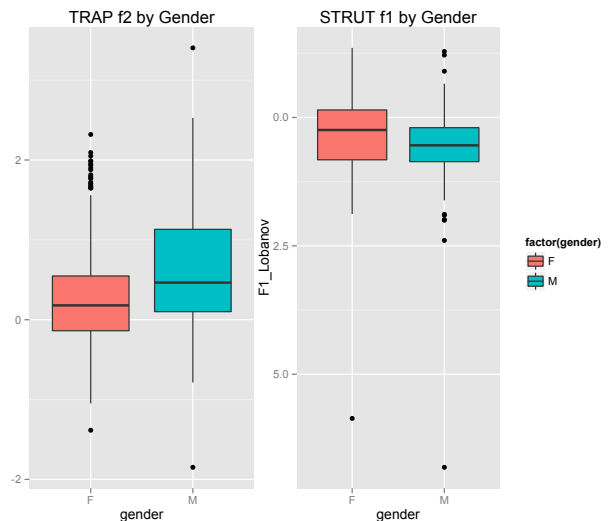 TRAP f2 by Gender
2
0
-2
F
M
gender
STRUT f1 by Gender
F1_Lobanov
0.0
2.5
5.0
F
M
gender
factor(gender)
F
M